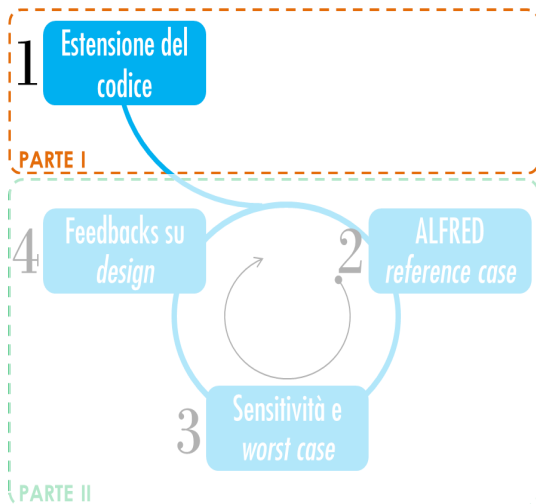 1
Estensione del
codice
PARTE I
4
Feedbacks su
design
2
ALFRED
reference case
3
Sensitività e
worst case
PARTE II